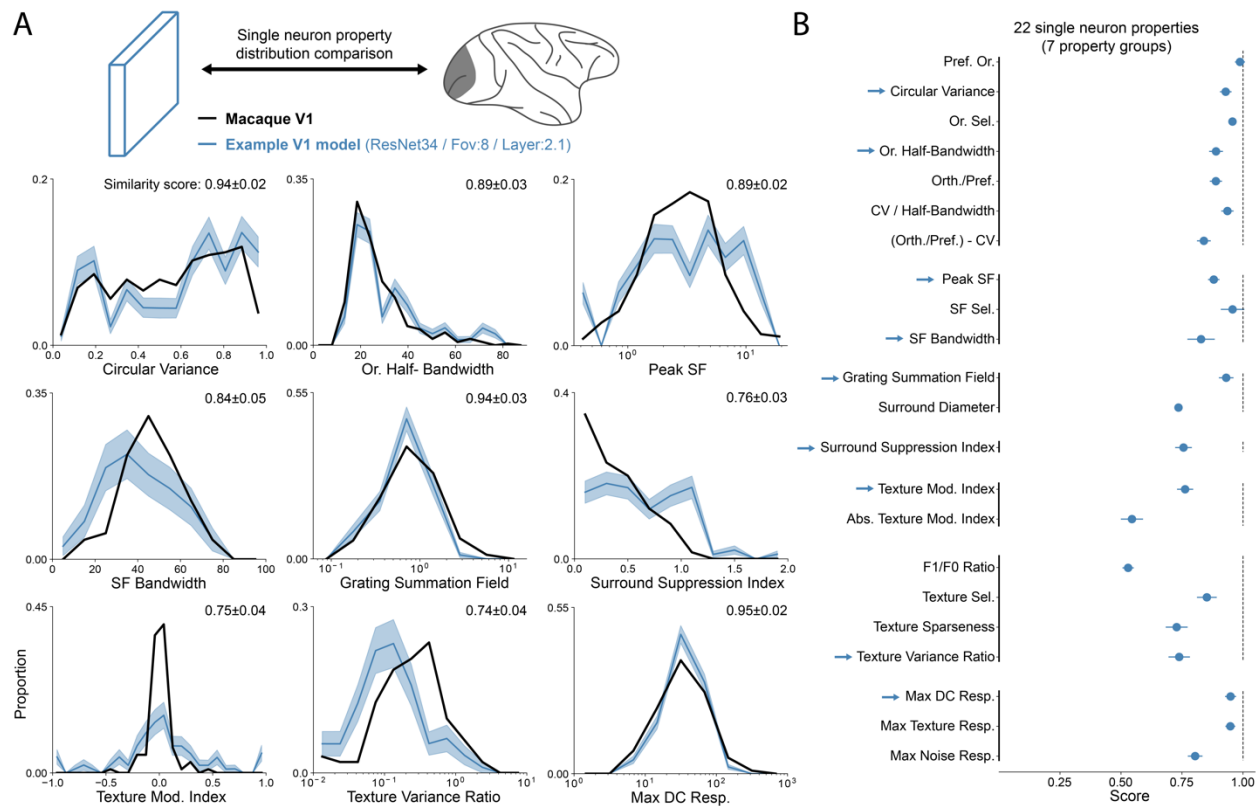 A
Single neuron property
distribution comparison
Macaque V1
Example V1 model (ResNet34 / Fov:8 / Layer:2.1)
0.2
Similarity score: 0.94±0.02
0.0
0.0 0.2 0.4 0.6 0.8 1.0
Circular Variance
0.35
0.89±0.03
0.00
0 20 40 60 80
Or. Half- Bandwidth
0.2
0.89±0.02
0.0
10⁰ 10¹
Peak SF
0.35
0.84±0.05
0.00
0 20 40 60 80 100
SF Bandwidth
0.55
0.94±0.03
0.00
10⁻¹ 10⁰ 10¹
Grating Summation Field
0.4
0.76±0.03
0.0
0.0 0.5 1.0 1.5 2.0
Surround Suppression Index
Proportion
0.45
0.75±0.04
0.00
−1.0 −0.5 0.0 0.5 1.0
Texture Mod. Index
0.3
0.74±0.04
0.0
10⁻² 10⁻¹ 10⁰ 10¹
Texture Variance Ratio
0.55
0.95±0.02
0.00
10⁰ 10¹ 10² 10³
Max DC Resp.
B
22 single neuron properties
(7 property groups)
Pref. Or.
Circular Variance
Or. Sel.
Or. Half-Bandwidth
Orth./Pref.
CV / Half-Bandwidth
(Orth./Pref.) - CV
Peak SF
SF Sel.
SF Bandwidth
Grating Summation Field
Surround Diameter
Surround Suppression Index
Texture Mod. Index
Abs. Texture Mod. Index
F1/F0 Ratio
Texture Sel.
Texture Sparseness
Texture Variance Ratio
Max DC Resp.
Max Texture Resp.
Max Noise Resp.
0.25 0.50 0.75 1.00
Score